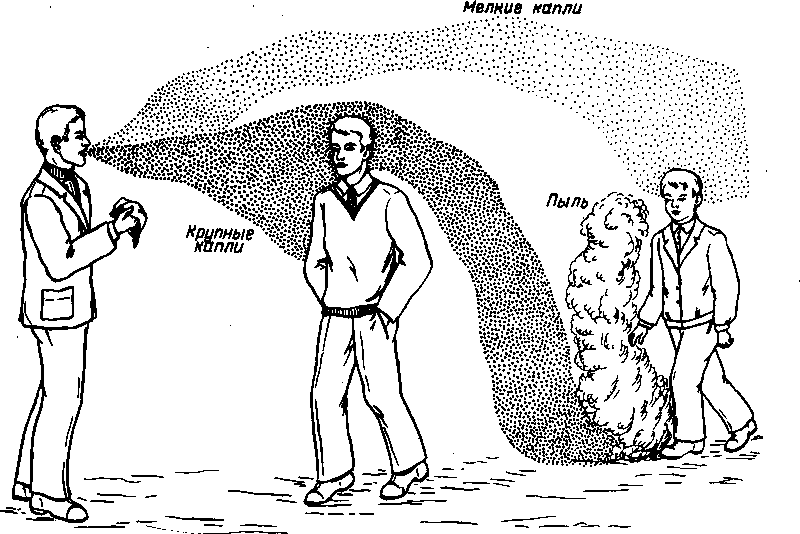 Мелкие капли
Пыль
Крупные
капли